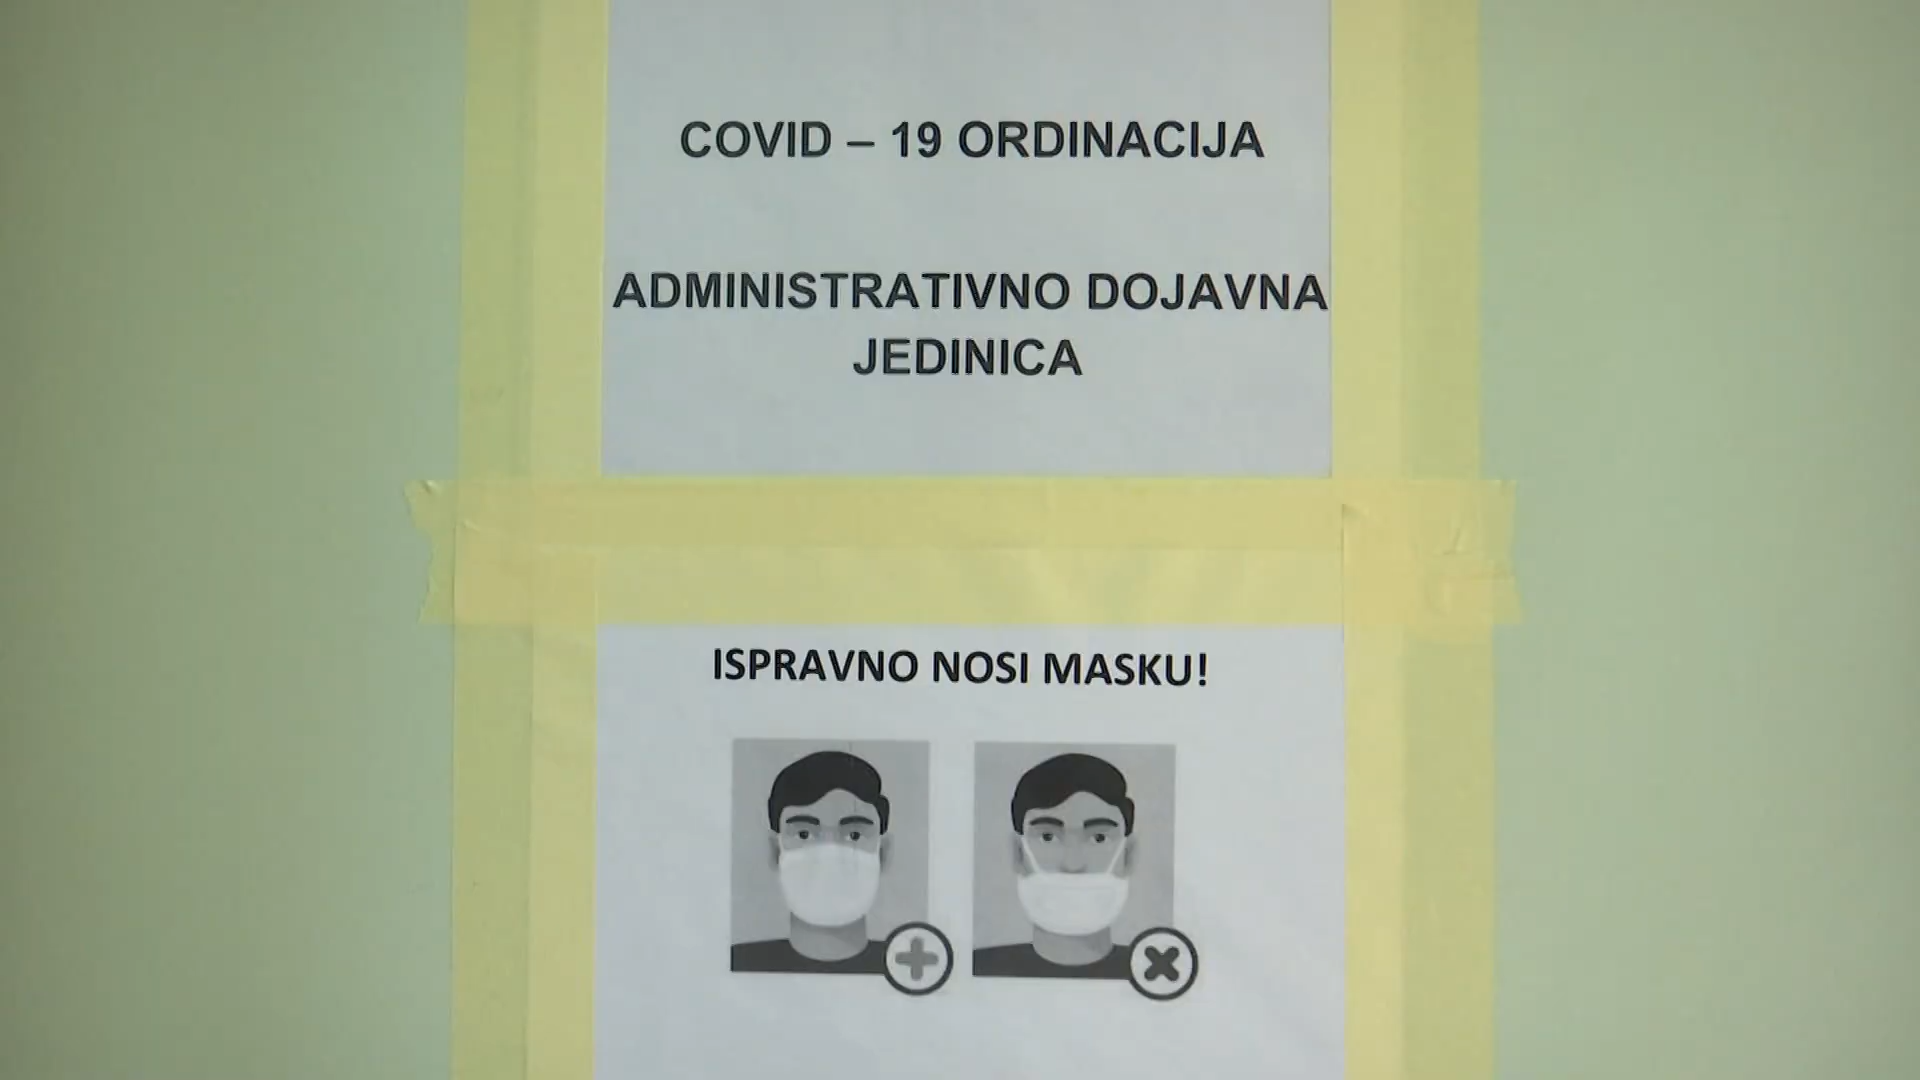 COVID – 19 ORDINACIJA
ADMINISTRATIVNO DOJAVNA
JEDINICA
ISPRAVNO NOSI MASKU!